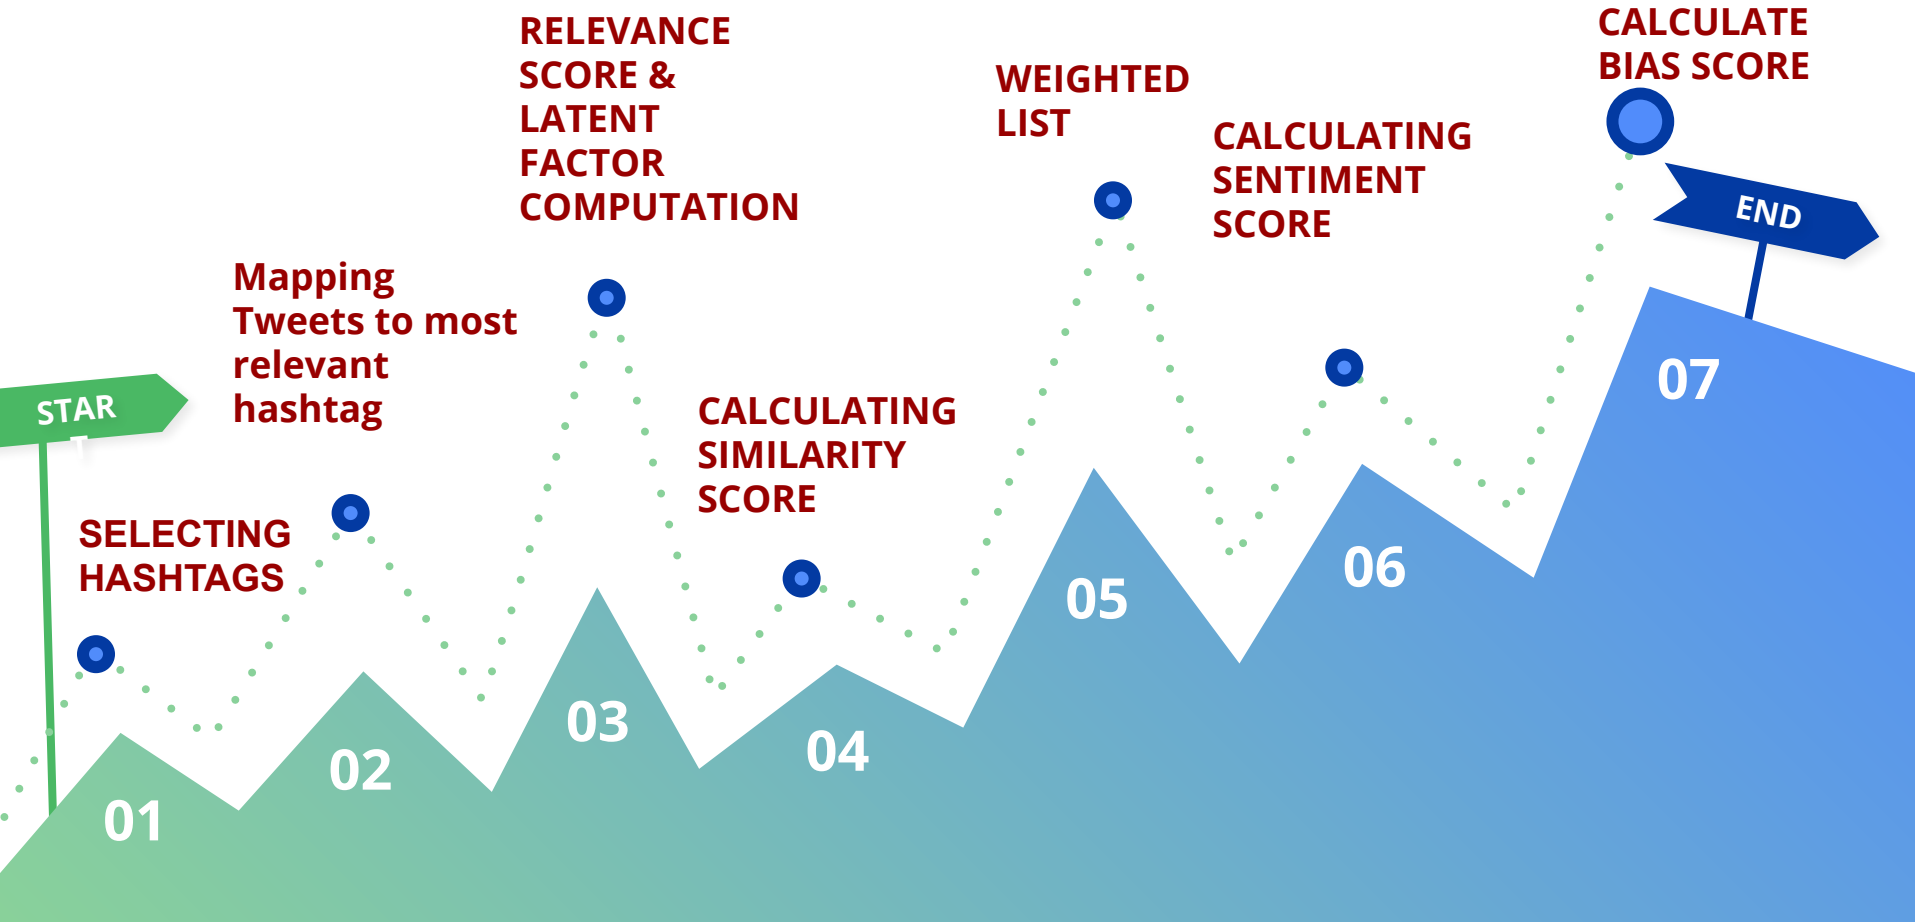 STAR
T
SELECTING
HASHTAGS
01
Mapping
Tweets to most
relevant
hashtag
02
RELEVANCE
SCORE &
LATENT
FACTOR
COMPUTATION
03
CALCULATING
SIMILARITY
SCORE
04
WEIGHTED
LIST
05
CALCULATING
SENTIMENT
SCORE
06
CALCULATE
BIAS SCORE
07
END